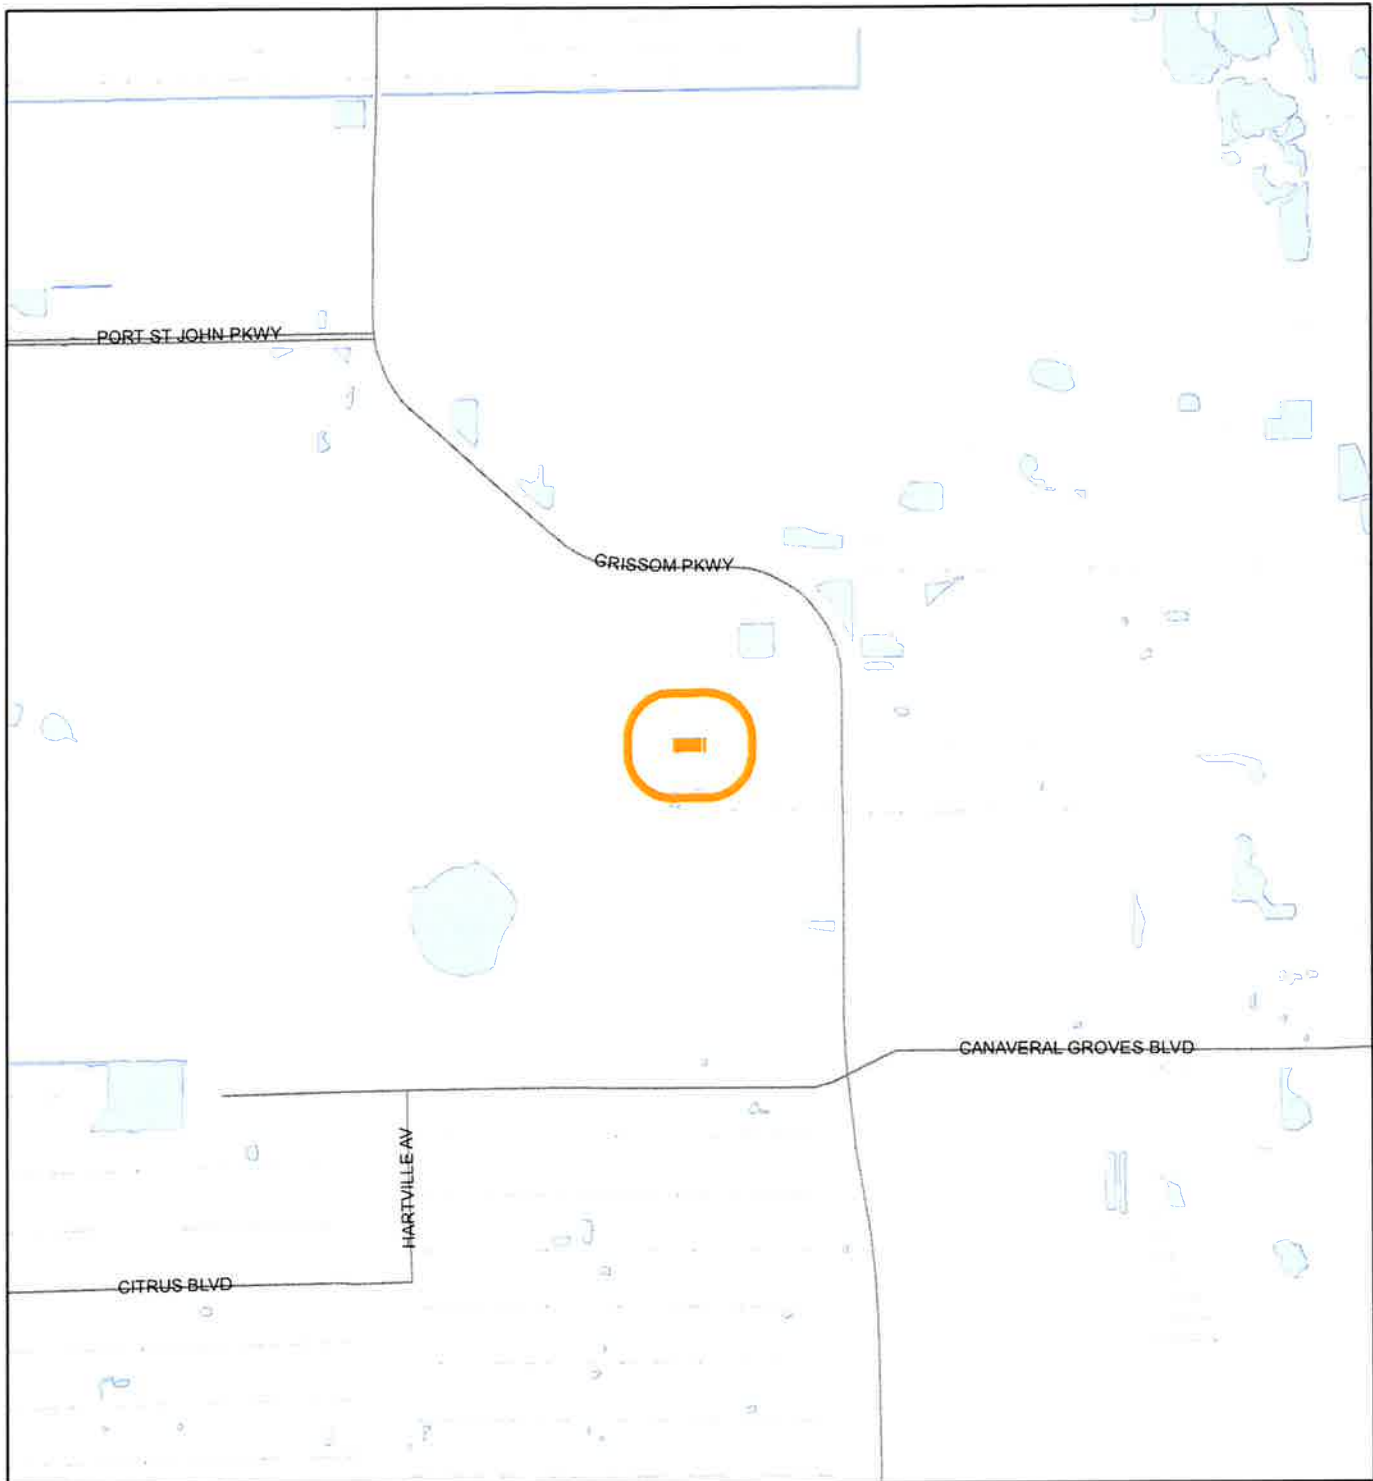 PORT ST JOHN PKWY
GRISSOM PKWY
CANAVERAL GROVES BLVD
HARTVILLE AV
CITRUS BLVD